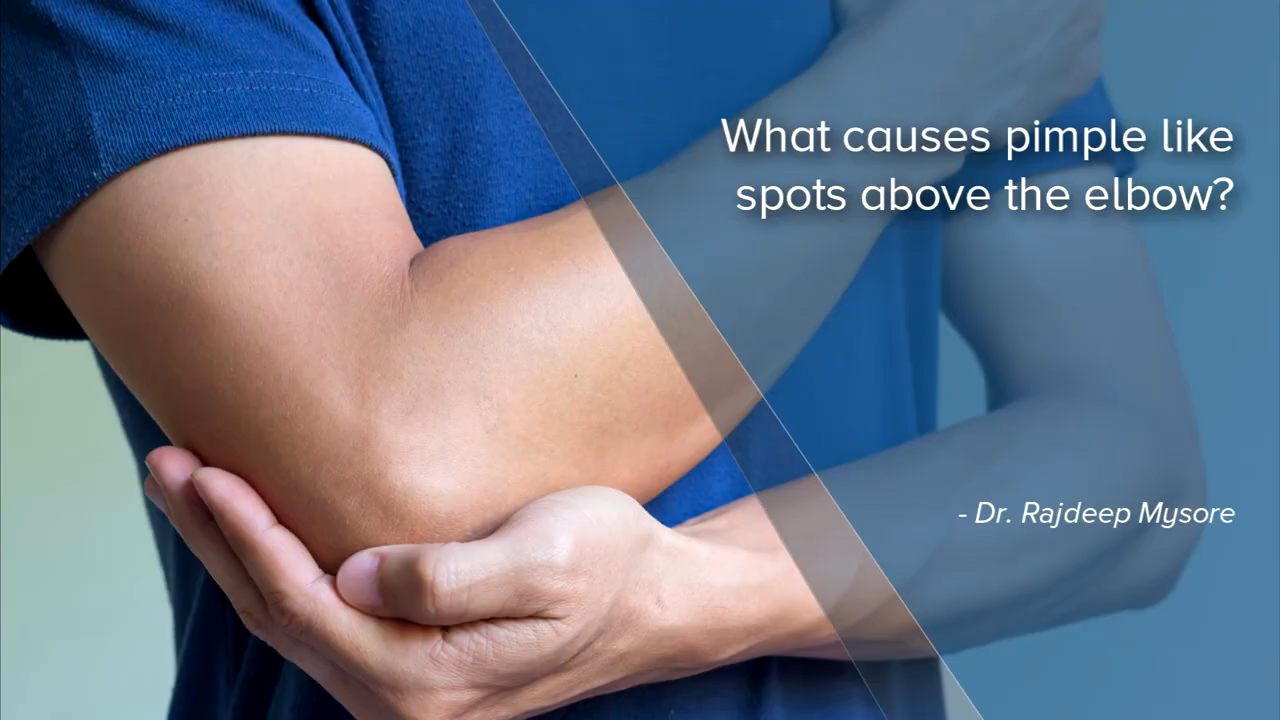 What causes pimple like
spots above the elbow?
- Dr. Rajdeep Mysore